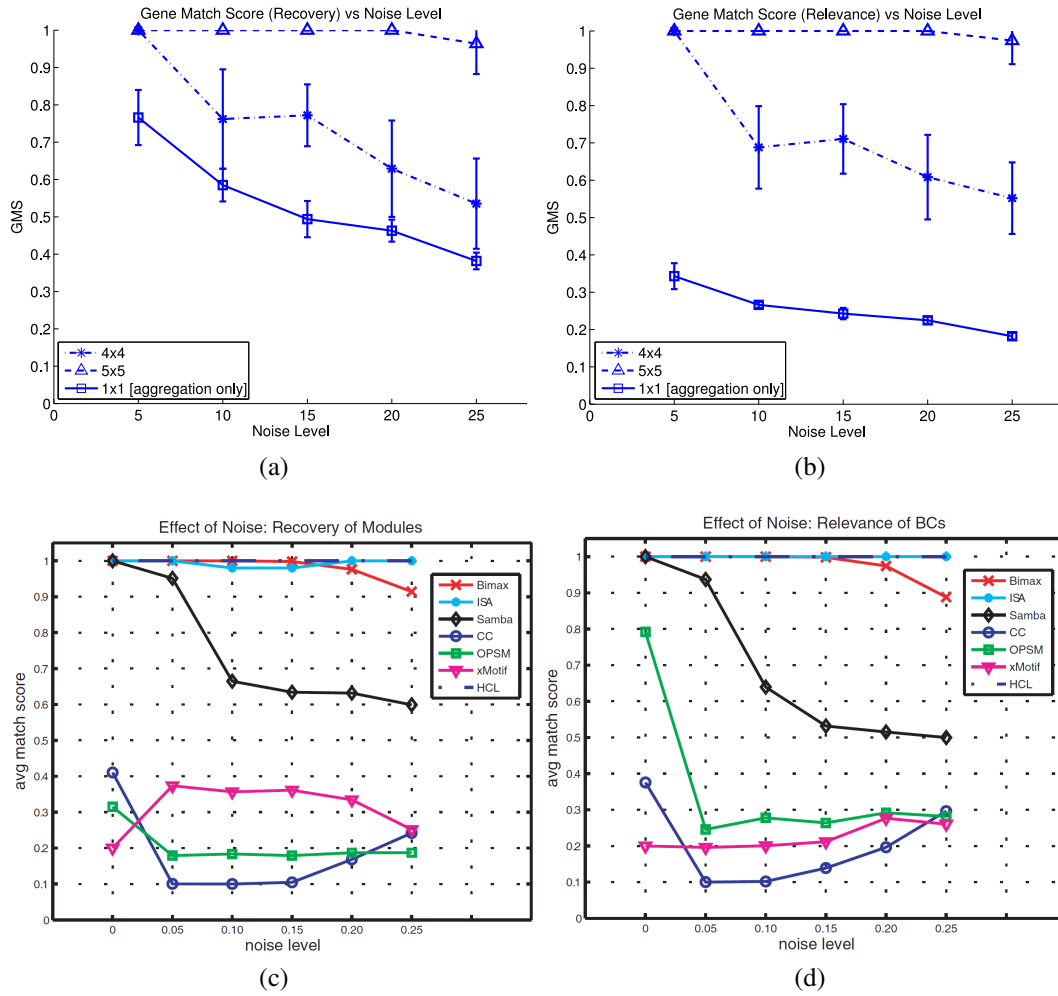 Gene Match Score (Recovery) vs Noise Level
1
0.9
0.8
0.7
0.6
0.5
0.4
0.3
0.2
0.1
0
GMS
4x4
5x5
1x1 [aggregation only]
0
5
10
15
20
25
Noise Level
(a)
Gene Match Score (Relevance) vs Noise Level
1
0.9
0.8
0.7
0.6
0.5
0.4
0.3
0.2
0.1
0
GMS
4x4
5x5
1x1 [aggregation only]
0
5
10
15
20
25
Noise Level
(b)
Effect of Noise: Recovery of Modules
1
0.9
0.8
0.7
0.6
0.5
0.4
0.3
0.2
0.1
0
avg match score
Bimax
ISA
Samba
CC
OPSM
xMotif
HCL
0
0.05
0.10
0.15
0.20
0.25
noise level
(c)
Effect of Noise: Relevance of BCs
1
0.9
0.8
0.7
0.6
0.5
0.4
0.3
0.2
0.1
0
avg match score
Bimax
ISA
Samba
CC
OPSM
xMotif
HCL
0
0.05
0.10
0.15
0.20
0.25
noise level
(d)